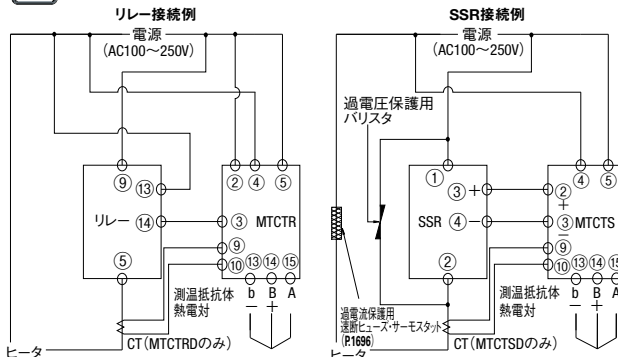 リレー接続例
電源
(AC100〜250V)
⑨
⑬
リレー
⑭
⑤
②
④
⑤
③
MTCTR
⑨
⑩
⑬
⑭
⑮
b
B
A
−
+
測温抵抗体
熱電対
CT(MTCTRDのみ)
ヒータ
SSR接続例
電源
(AC100〜250V)
過電圧保護用
バリスタ
①
③ +
SSR
④ −
②
④
⑤
②
+
③
−
MTCTS
⑨
⑩
⑬
⑭
⑮
b
B
A
−
+
測温抵抗体
熱電対
過電流保護用
速断ヒューズ・サーモスタット
(P.1696)
CT(MTCTSDのみ)
ヒータ